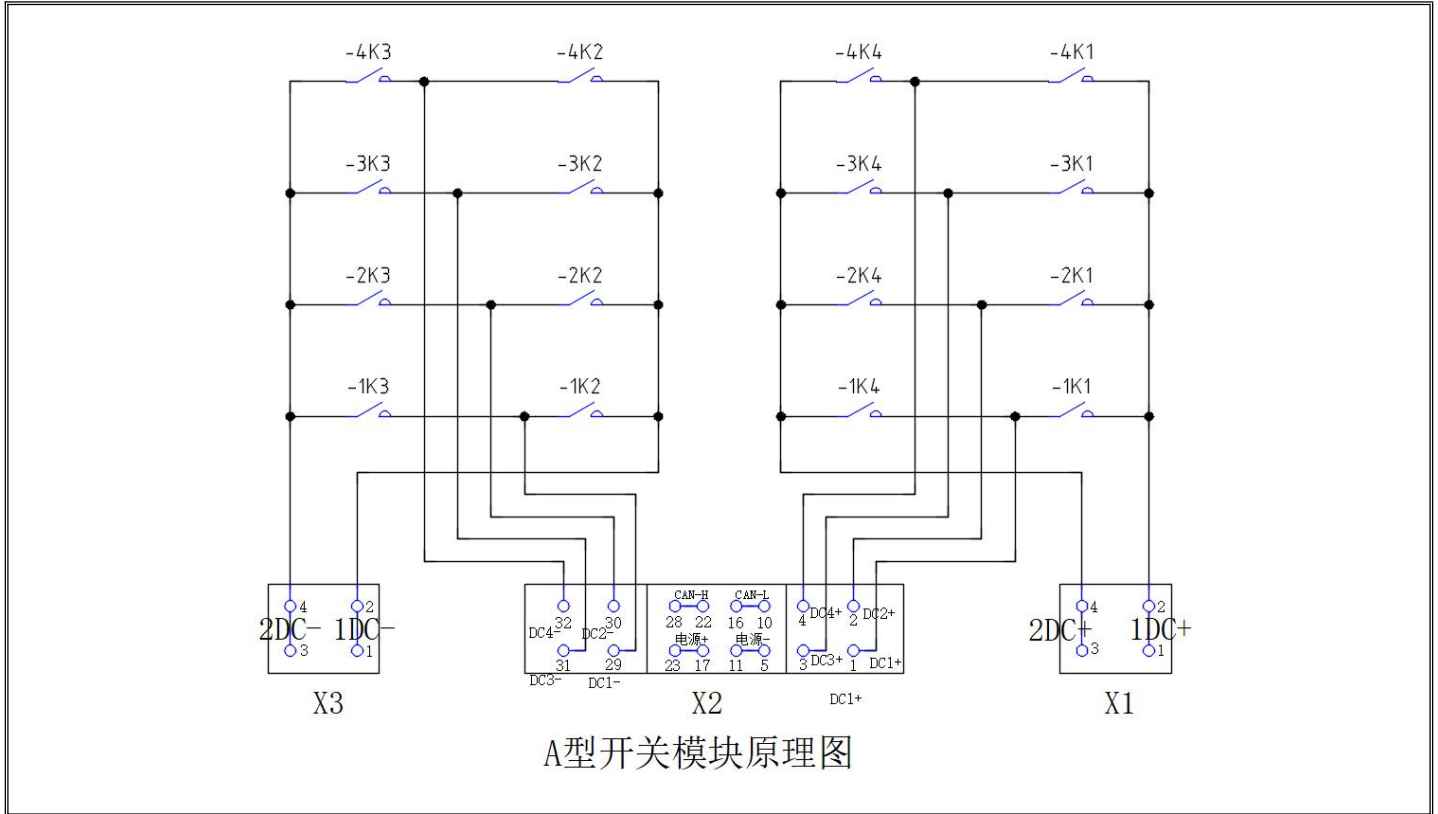 -4K3 -4K2 -4K4 -4K1
-3K3 -3K2 -3K4 -3K1
-2K3 -2K2 -2K4 -2K1
-1K3 -1K2 -1K4 -1K1
4 2 CAN-H CAN-L 4 2
2DC- 1DC- 32 30 28 22 16 10 4 DC4+ 2 DC2+ 2DC+ 1DC+
DC4- DC2- 电源+ 电源-
3 1 31 29 23 17 11 5 3 DC3+ 1 DC1+ 3 1
DC3- DC1-
X3 X2 DC1+ X1
A型开关模块原理图